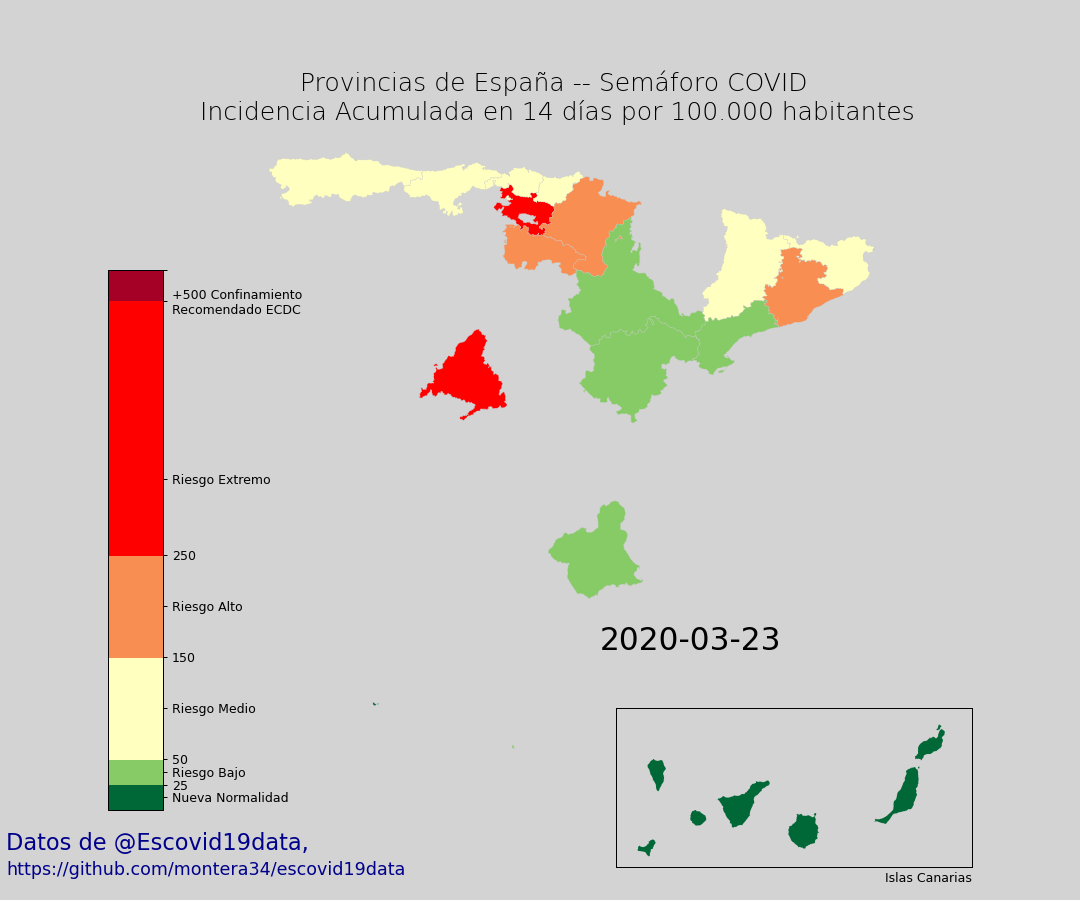 Provincias de España -- Semáforo COVID
Incidencia Acumulada en 14 días por 100.000 habitantes
+500 Confinamiento
Recomendado ECDC
Riesgo Extremo
250
Riesgo Alto
150
Riesgo Medio
50
Riesgo Bajo
25
Nueva Normalidad
2020-03-23
Islas Canarias
Datos de @Escovid19data,
https://github.com/montera34/escovid19data